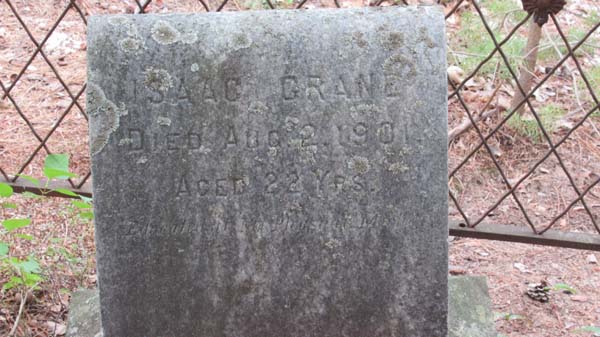 ISAAC CRANE
DIED AUG. 2, 1901.
AGED 22 YRS.